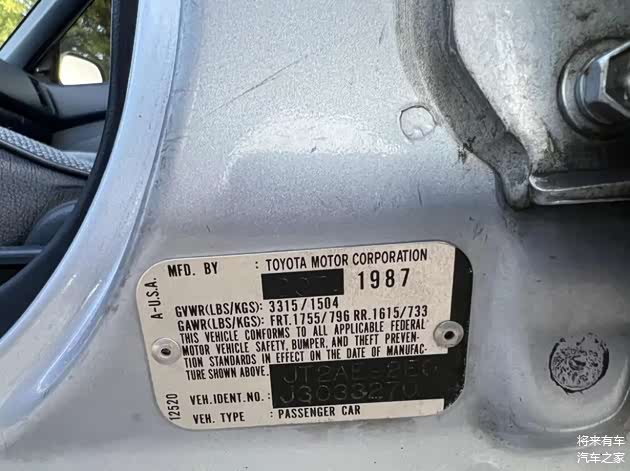 MFD. BY : TOYOTA MOTOR CORPORATION
1987
GVWR(LBS/KGS): 3315/1504
GAWR(LBS/KGS): FRT.1755/796 RR.1615/733
THIS VEHICLE CONFORMS TO ALL APPLICABLE FEDERAL
MOTOR VEHICLE SAFETY, BUMPER, AND THEFT PREVEN-
TION STANDARDS IN EFFECT ON THE DATE OF MANUFAC-
TURE SHOWN ABOVE.
VEH.IDENT.NO.:
J3033270
VEH. TYPE : PASSENGER CAR
A-U.S.A.
12520
将来有车
汽车之家